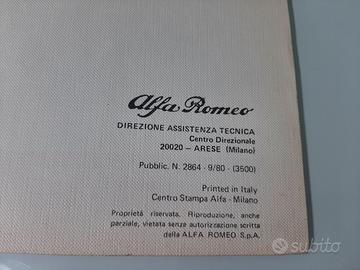 Alfa Romeo
DIREZIONE ASSISTENZA TECNICA
Centro Direzionale
20020 – ARESE (Milano)
Pubblic. N. 2864 - 9/80 - (3500)
Printed in Italy
Centro Stampa Alfa - Milano
Proprietà riservata. Riproduzione, anche
parziale, vietata senza autorizzazione scritta
della ALFA ROMEO S.p.A.
subito